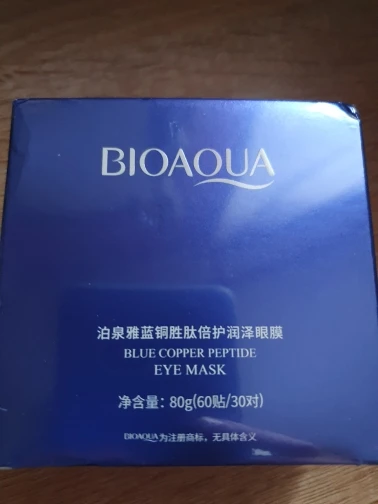 BIOAQUA
泊泉雅蓝铜胜肽倍护润泽眼膜
BLUE COPPER PEPTIDE
EYE MASK
净含量：80g(60贴/30对)
BIOAQUA为注册商标，无具体含义